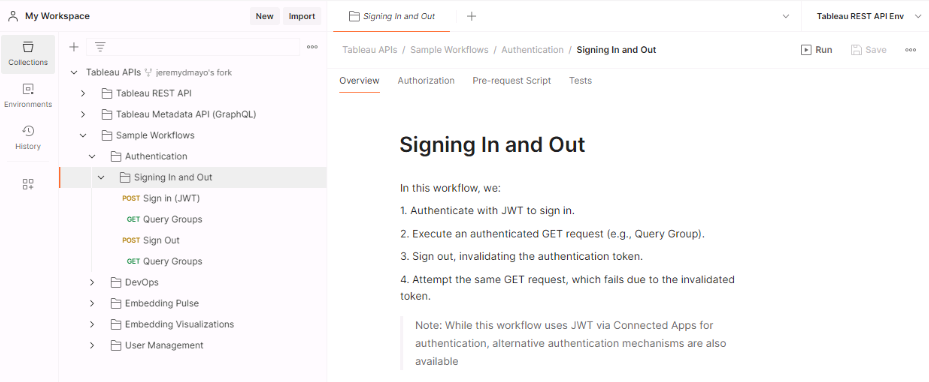 My Workspace
New
Import
Signing In and Out
Tableau REST API Env
Collections
Environments
History
Tableau APIs jeremydmayo's fork
Tableau REST API
Tableau Metadata API (GraphQL)
Sample Workflows
Authentication
Signing In and Out
POST Sign in (JWT)
GET Query Groups
POST Sign Out
GET Query Groups
DevOps
Embedding Pulse
Embedding Visualizations
User Management
Tableau APIs / Sample Workflows / Authentication / Signing In and Out
Run
Save
Overview
Authorization
Pre-request Script
Tests
Signing In and Out
In this workflow, we:
1. Authenticate with JWT to sign in.
2. Execute an authenticated GET request (e.g., Query Group).
3. Sign out, invalidating the authentication token.
4. Attempt the same GET request, which fails due to the invalidated
token.
Note: While this workflow uses JWT via Connected Apps for
authentication, alternative authentication mechanisms are also
available